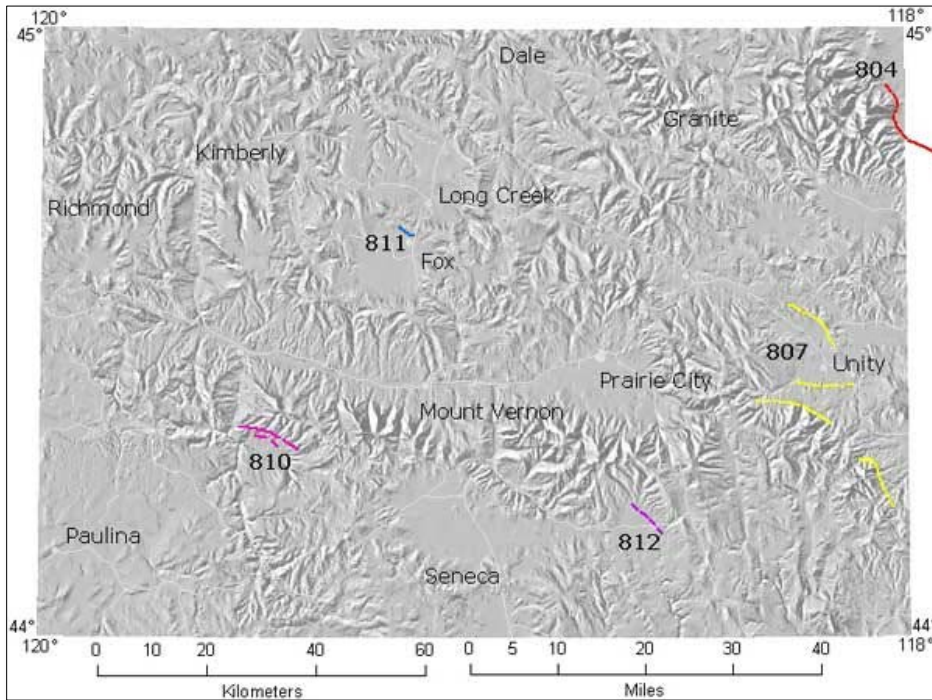 120° 118°
45° 45°
Dale
804
Granite
Kimberly
Long Creek
Richmond
811
Fox
807
Unity
Prairie City
Mount Vernon
810
Paulina
812
Seneca
44° 44°
120° 118°
0 10 20 40 60 0 5 10 20 30 40
Kilometers Miles